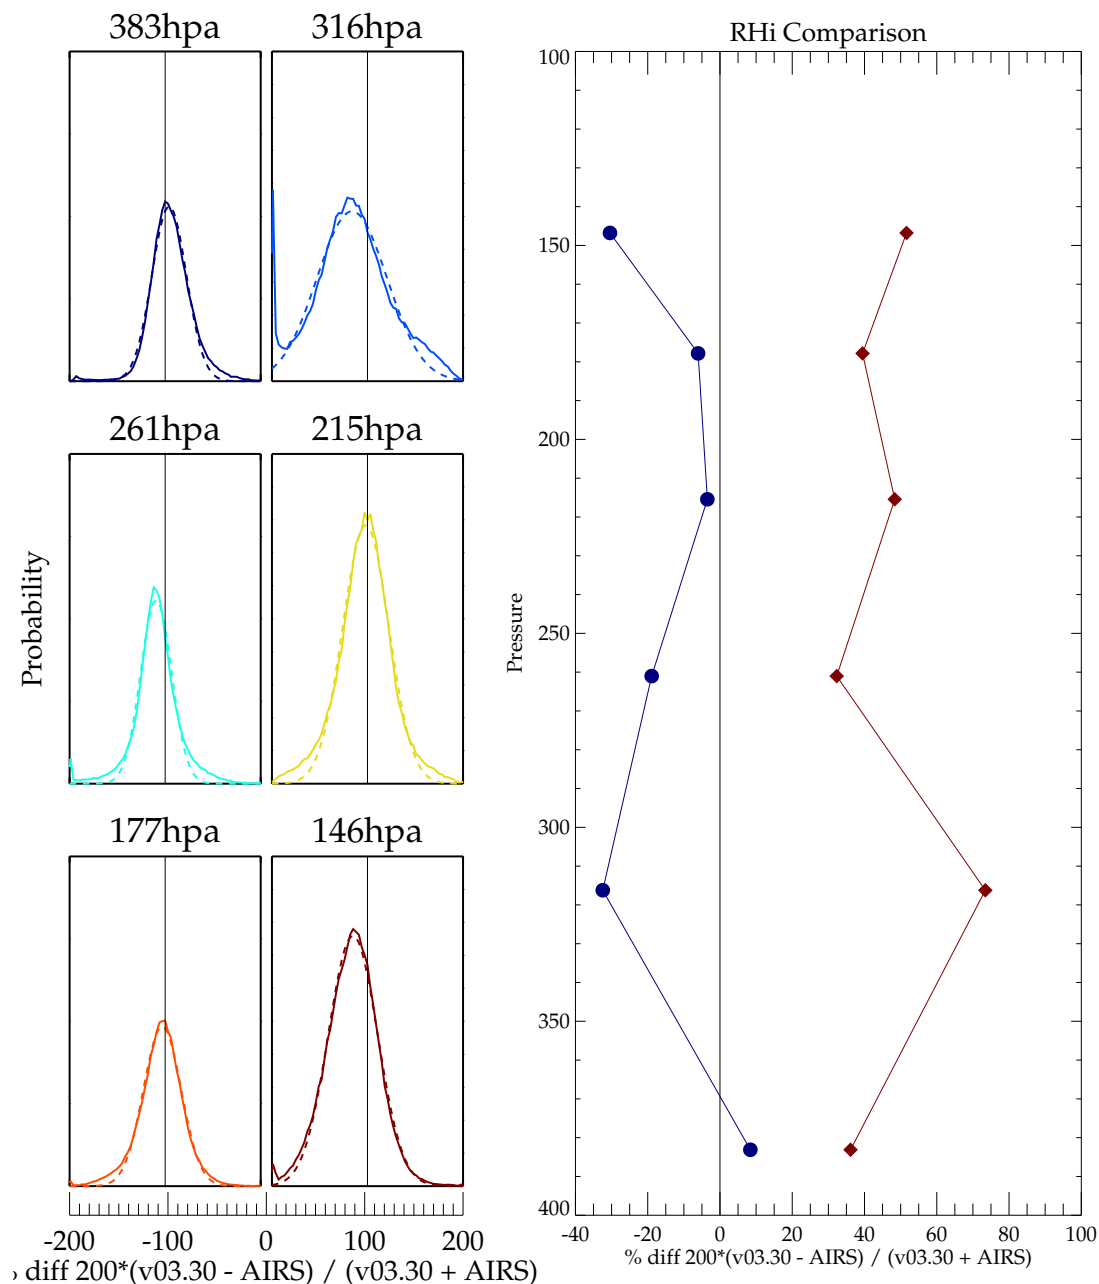 383hpa 316hpa
261hpa 215hpa
177hpa 146hpa
Probability
-200 -100 0 100 200
diff 200*(v03.30 - AIRS) / (v03.30 + AIRS)
RHi Comparison
100
150
200
250
300
350
400
Pressure
-40 -20 0 20 40 60 80 100
% diff 200*(v03.30 - AIRS) / (v03.30 + AIRS)